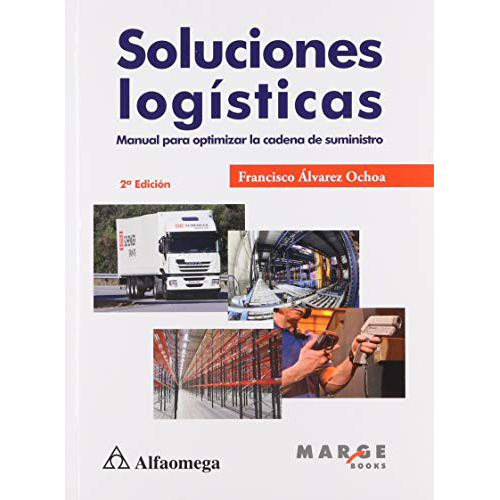 Soluciones
logísticas
Manual para optimizar la cadena de suministro
Francisco Álvarez Ochoa
2ª Edición
Alfaomega
MARGE
BOOKS